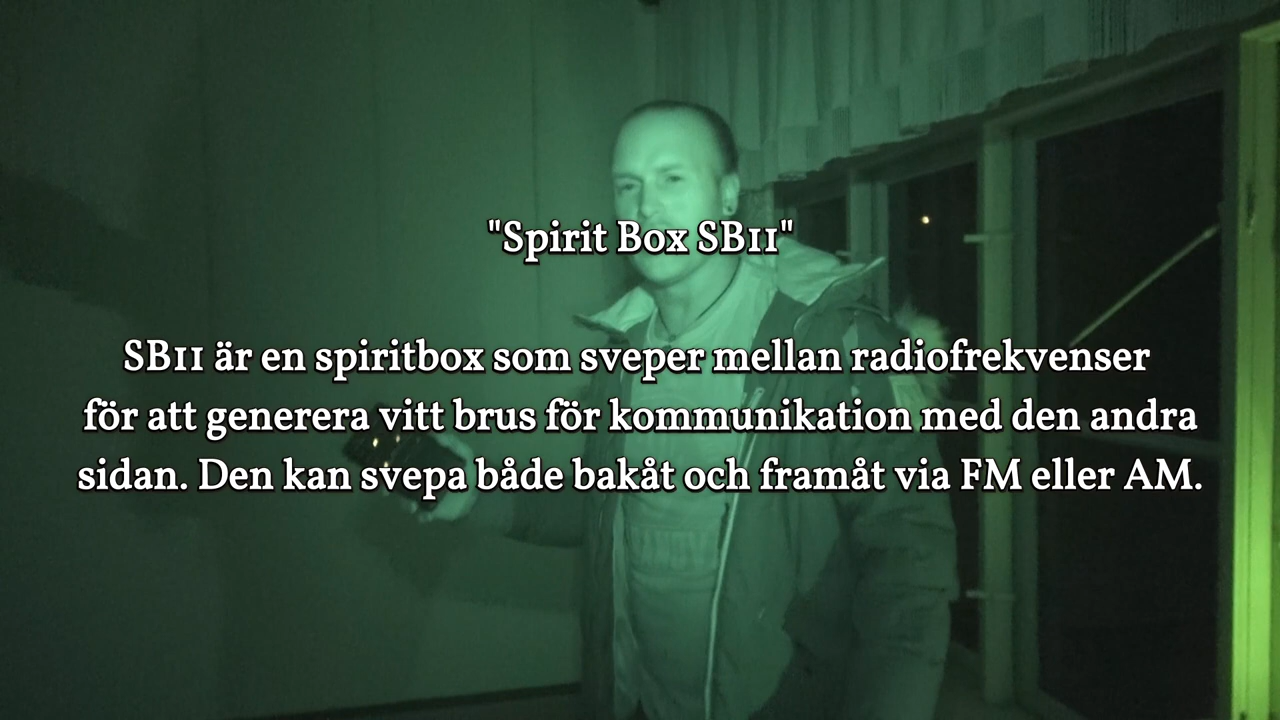 "Spirit Box SB11"
SB11 är en spiritbox som sveper mellan radiofrekvenser
för att generera vitt brus för kommunikation med den andra
sidan. Den kan svepa både bakåt och framåt via FM eller AM.